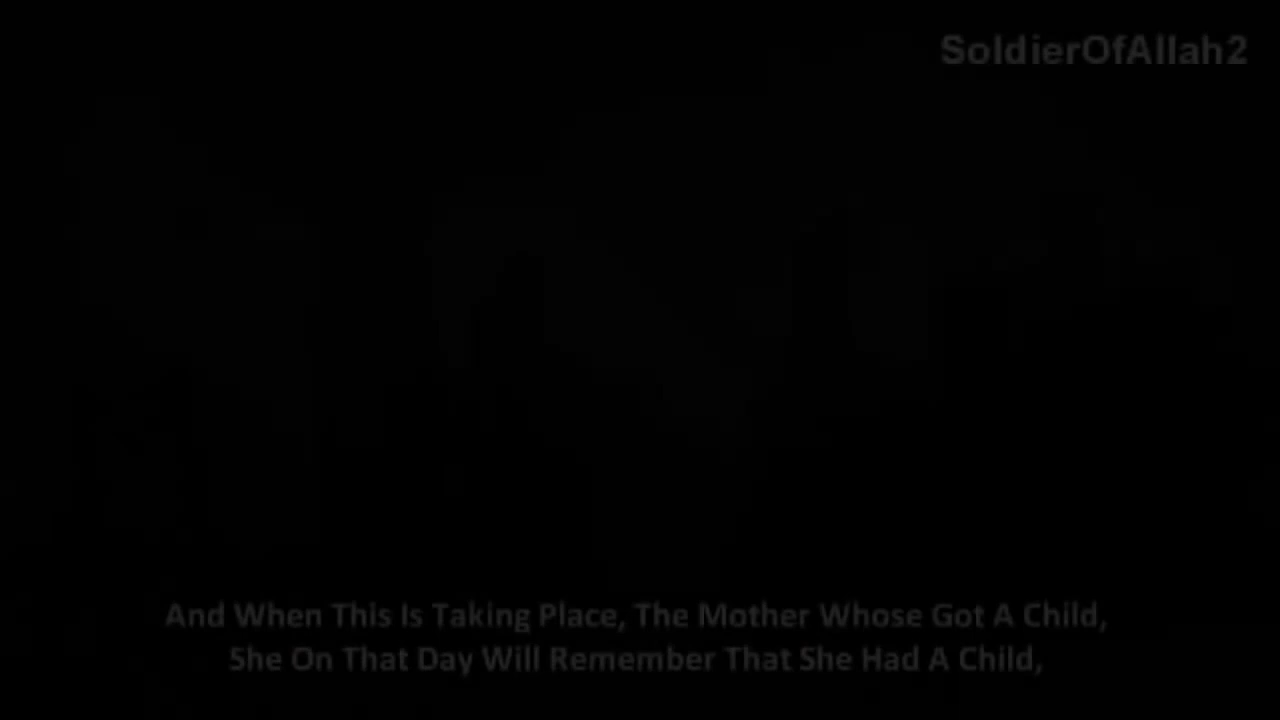 SoldierOfAllah2
And When This Is Taking Place, The Mother Whose Got A Child,
She On That Day Will Remember That She Had A Child,